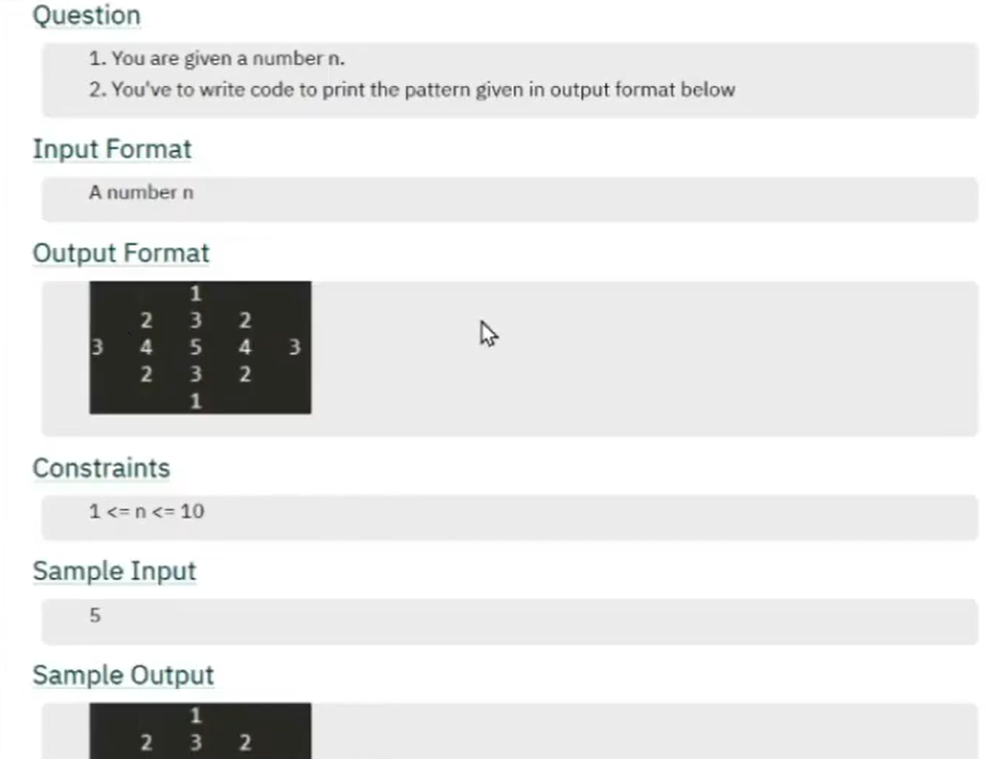 Question
1. You are given a number n.
2. You've to write code to print the pattern given in output format below
Input Format
A number n
Output Format
1
2 3 2
3 4 5 4 3
2 3 2
1
Constraints
1 <= n <= 10
Sample Input
5
Sample Output
1
2 3 2